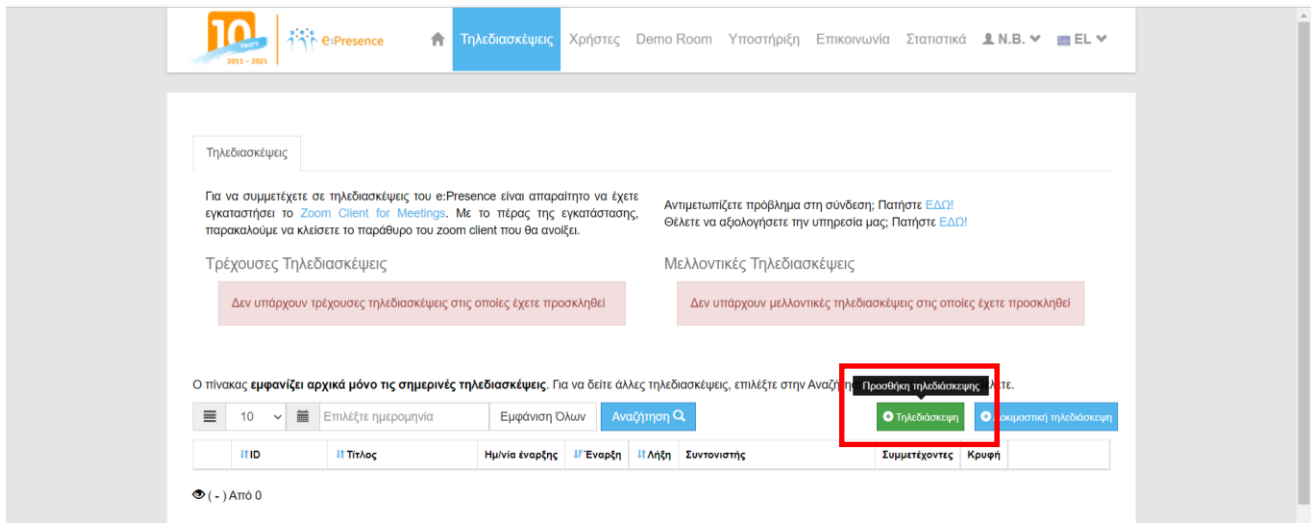 10 Years
2011 - 2021
e:Presence
Τηλεδιασκέψεις Χρήστες Demo Room Υποστήριξη Επικοινωνία Στατιστικά N.B. EL
Τηλεδιασκέψεις
Για να συμμετέχετε σε τηλεδιασκέψεις του e:Presence είναι απαραίτητο να έχετε
εγκαταστήσει το Zoom Client for Meetings. Με το πέρας της εγκατάστασης,
παρακαλούμε να κλείσετε το παράθυρο του zoom client που θα ανοίξει.
Αντιμετωπίζετε πρόβλημα στη σύνδεση; Πατήστε ΕΔΩ!
Θέλετε να αξιολογήσετε την υπηρεσία μας; Πατήστε ΕΔΩ!
Τρέχουσες Τηλεδιασκέψεις
Δεν υπάρχουν τρέχουσες τηλεδιασκέψεις στις οποίες έχετε προσκληθεί
Μελλοντικές Τηλεδιασκέψεις
Δεν υπάρχουν μελλοντικές τηλεδιασκέψεις στις οποίες έχετε προσκληθεί
Ο πίνακας εμφανίζει αρχικά μόνο τις σημερινές τηλεδιασκέψεις. Για να δείτε άλλες τηλεδιασκέψεις, επιλέξτε στην
Προσθήκη τηλεδιάσκεψης
10 Επιλέξτε ημερομηνία Εμφάνιση Όλων Αναζήτηση Τηλεδιάσκεψη τηλεδιάσκεψη
ID Τίτλος Ημ/νία έναρξης Έναρξη Λήξη Συντονιστής Συμμετέχοντες Κρυφή
( - ) Από 0